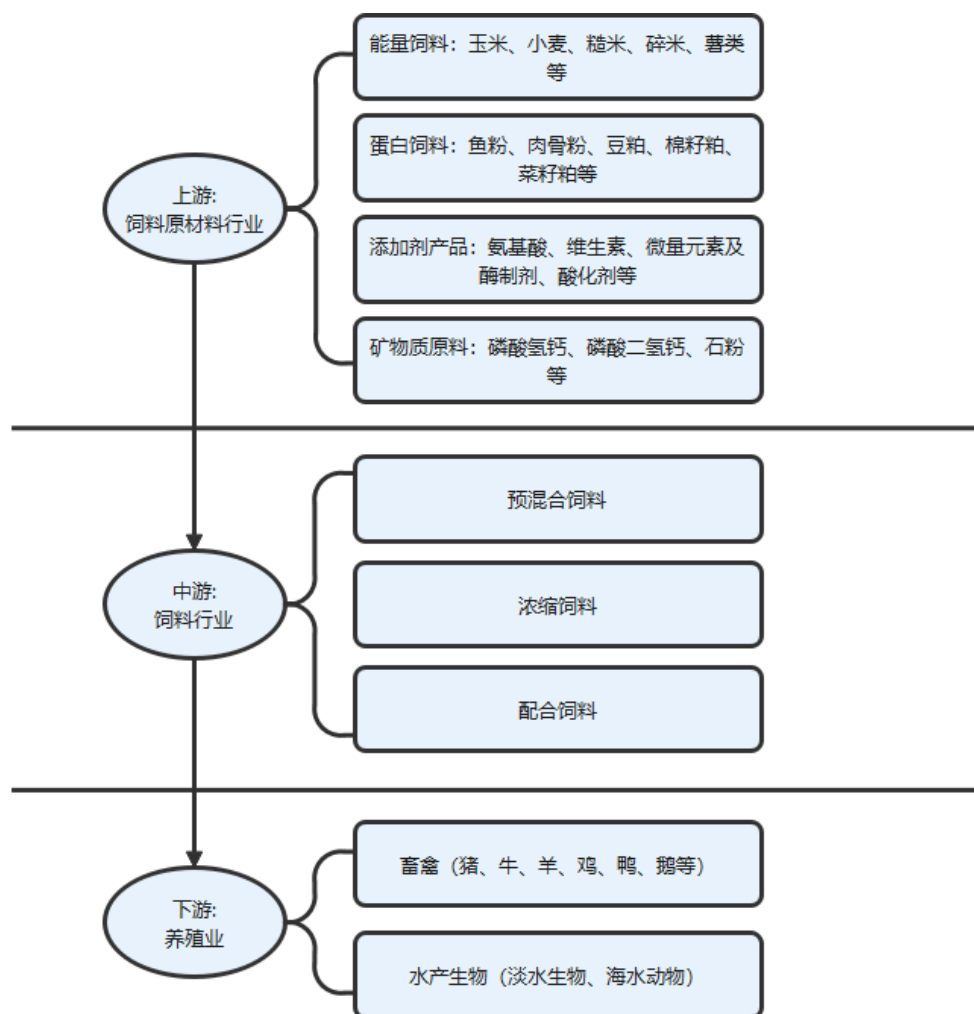 能量饲料：玉米、小麦、糙米、碎米、薯类
等
蛋白饲料：鱼粉、肉骨粉、豆粕、棉籽粕、
菜籽粕等
上游:
饲料原材料行业
添加剂产品：氨基酸、维生素、微量元素及
酶制剂、酸化剂等
矿物质原料：磷酸氢钙、磷酸二氢钙、石粉
等
预混合饲料
中游:
饲料行业
浓缩饲料
配合饲料
畜禽（猪、牛、羊、鸡、鸭、鹅等）
下游:
养殖业
水产生物（淡水生物、海水动物）